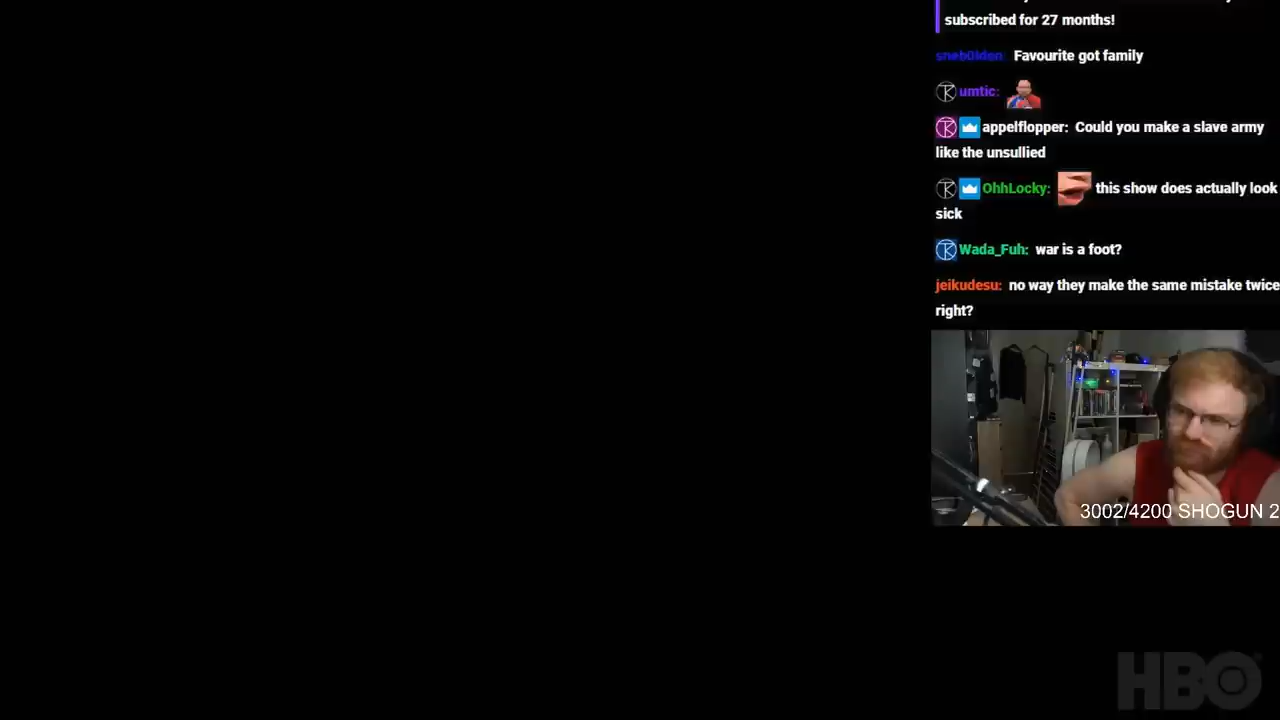 subscribed for 27 months!
sneb0lden: Favourite got family
umtic:
appelflopper: Could you make a slave army
like the unsullied
OhhLocky: this show does actually look
sick
Wada_Fuh: war is a foot?
jeikudesu: no way they make the same mistake twice
right?
3002/4200 SHOGUN 2
HBO